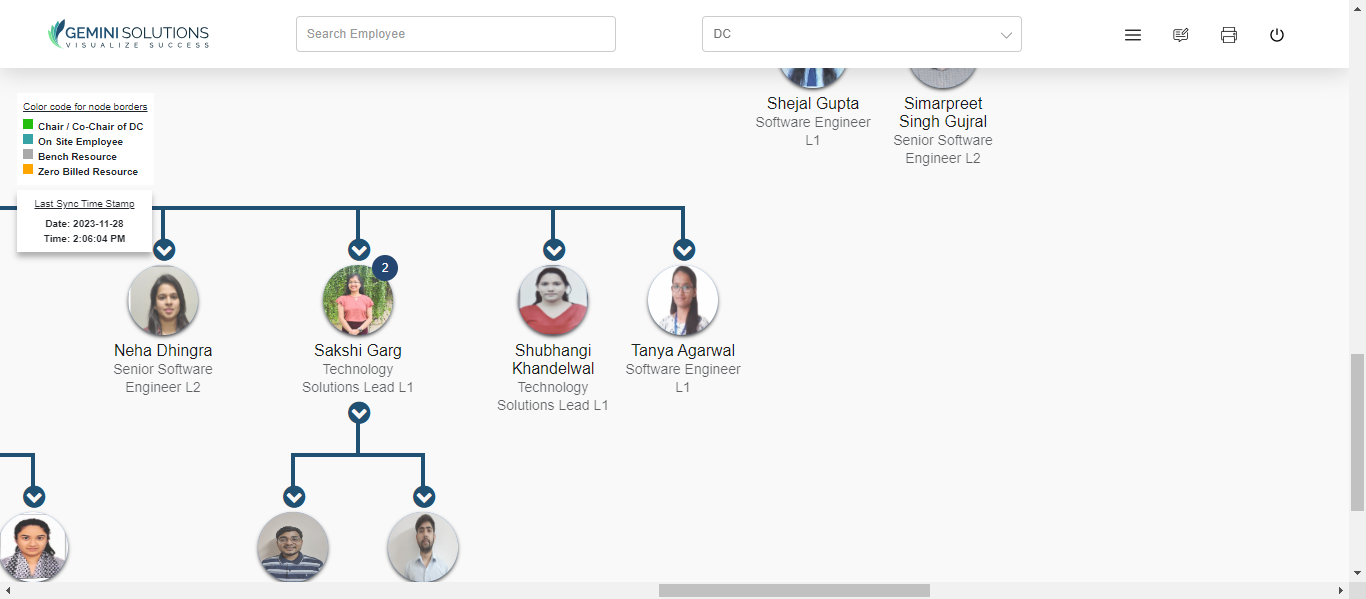 GEMINI SOLUTIONS
VISUALIZE SUCCESS
Search Employee
DC
Shejal Gupta
Software Engineer
L1
Simarpreet
Singh Gujral
Senior Software
Engineer L2
Color code for node borders
Chair / Co-Chair of DC
On Site Employee
Bench Resource
Zero Billed Resource
Last Sync Time Stamp
Date: 2023-11-28
Time: 2:06:04 PM
Neha Dhingra
Senior Software
Engineer L2
2
Sakshi Garg
Technology
Solutions Lead L1
Shubhangi
Khandelwal
Technology
Solutions Lead L1
Tanya Agarwal
Software Engineer
L1